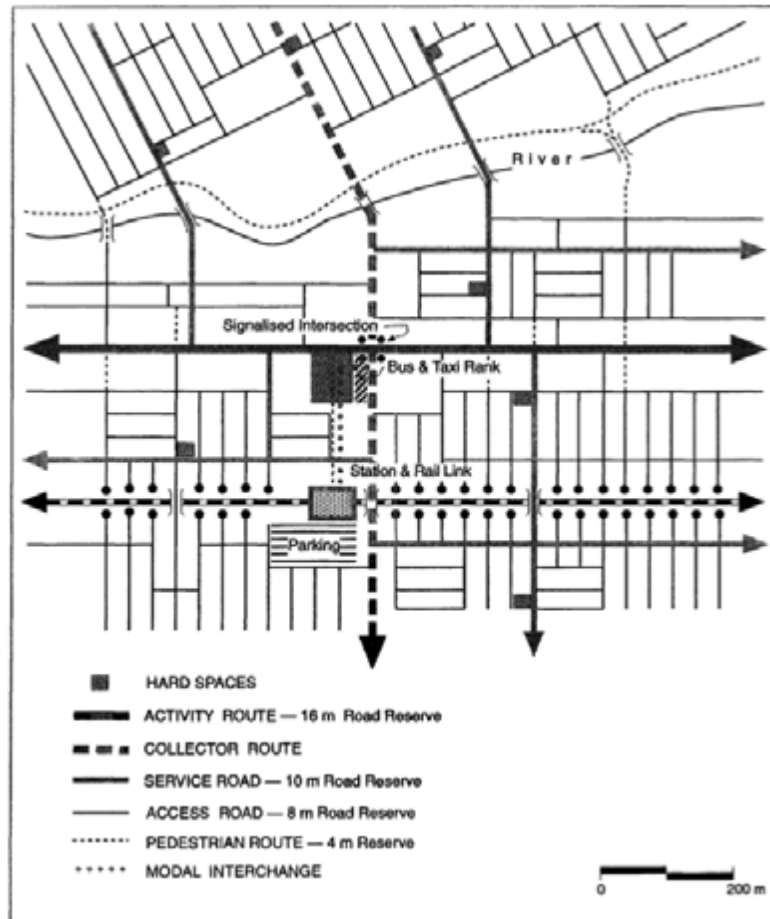 River
Signalised Intersection
Bus & Taxi Rank
Station & Rail Link
Parking
HARD SPACES
ACTIVITY ROUTE — 16 m Road Reserve
COLLECTOR ROUTE
SERVICE ROAD — 10 m Road Reserve
ACCESS ROAD — 8 m Road Reserve
PEDESTRIAN ROUTE — 4 m Reserve
MODAL INTERCHANGE
0 200 m